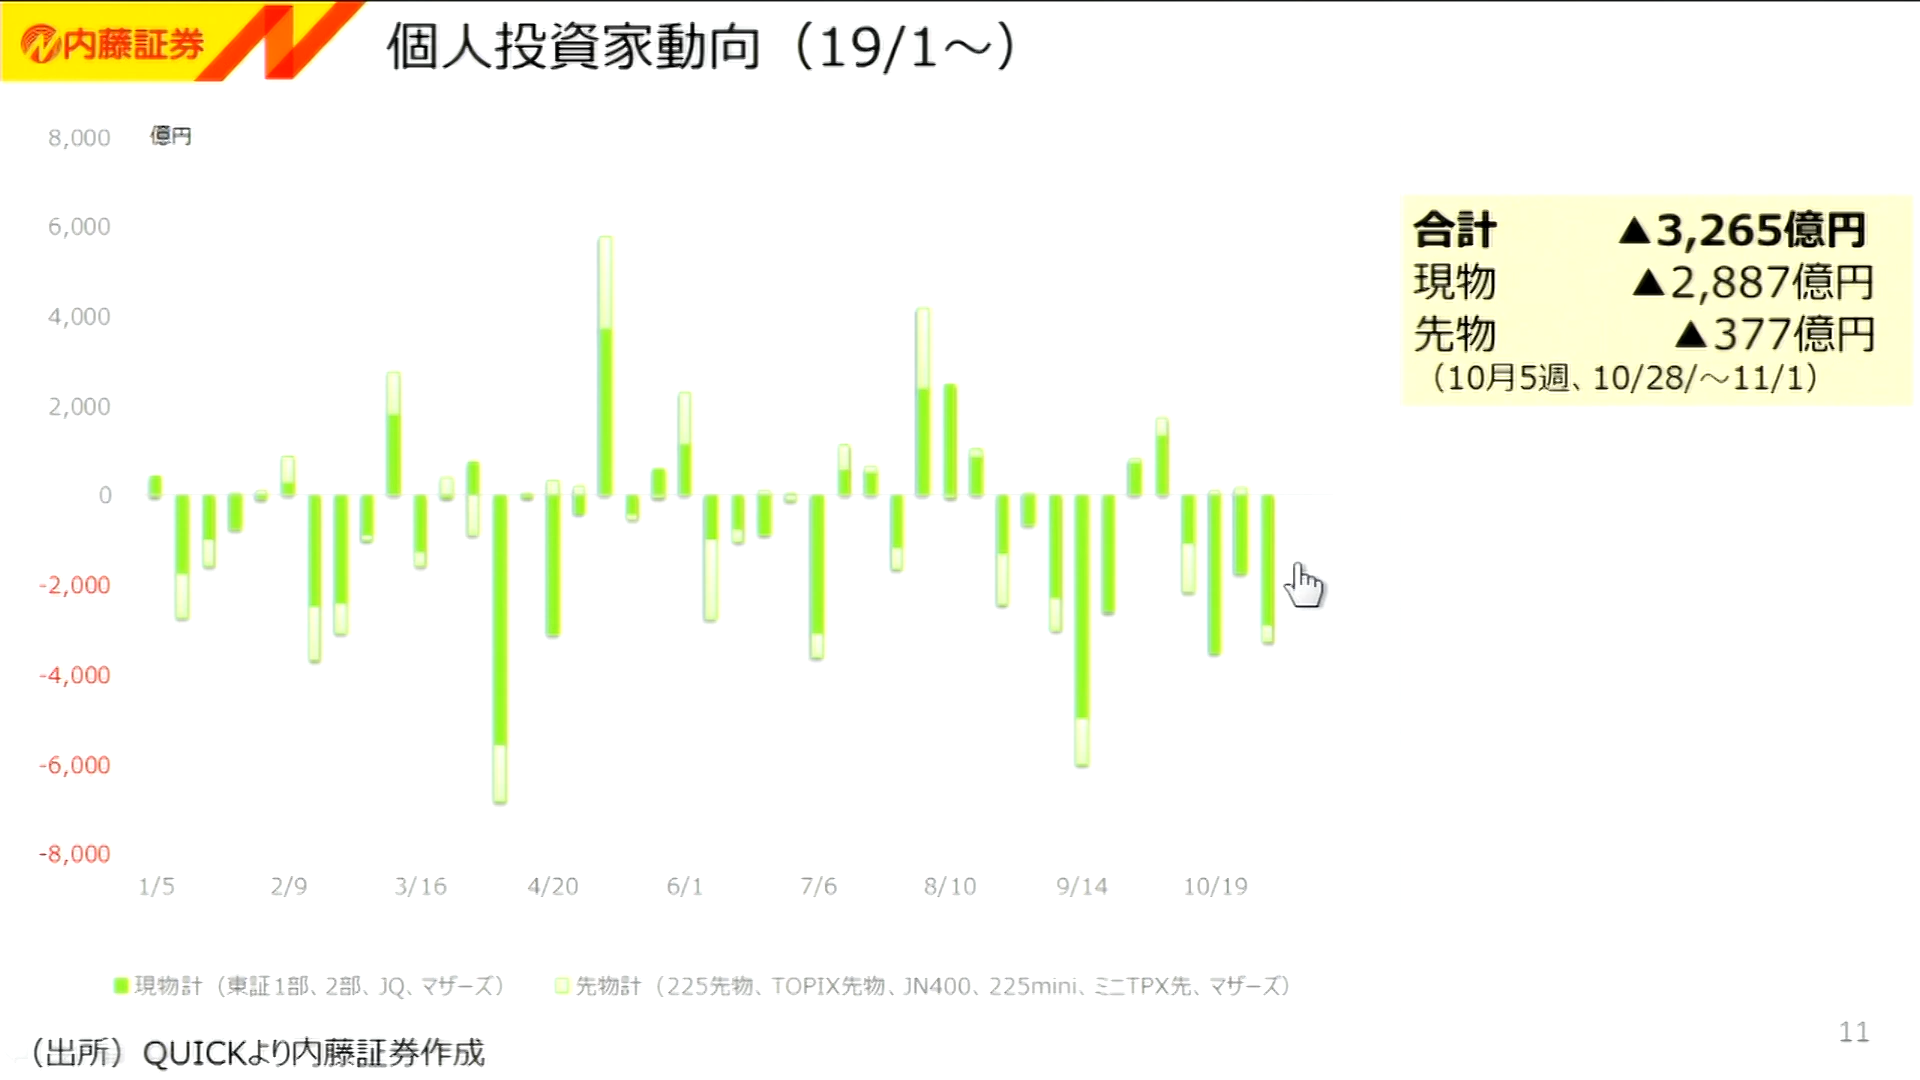 内藤証券
個人投資家動向（19/1～）
億円
8,000
6,000
4,000
2,000
0
-2,000
-4,000
-6,000
-8,000
1/5 2/9 3/16 4/20 6/1 7/6 8/10 9/14 10/19
合計 ▲3,265億円
現物 ▲2,887億円
先物 ▲377億円
（10月5週、10/28/～11/1）
現物計（東証1部、2部、JQ、マザーズ） 先物計（225先物、TOPIX先物、JN400、225mini、ミニTPX先、マザーズ）
（出所）QUICKより内藤証券作成
11